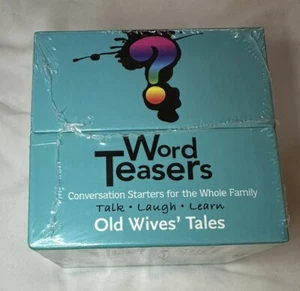 ?
Word
Teasers
Conversation Starters for the Whole Family
Talk • Laugh • Learn
Old Wives' Tales